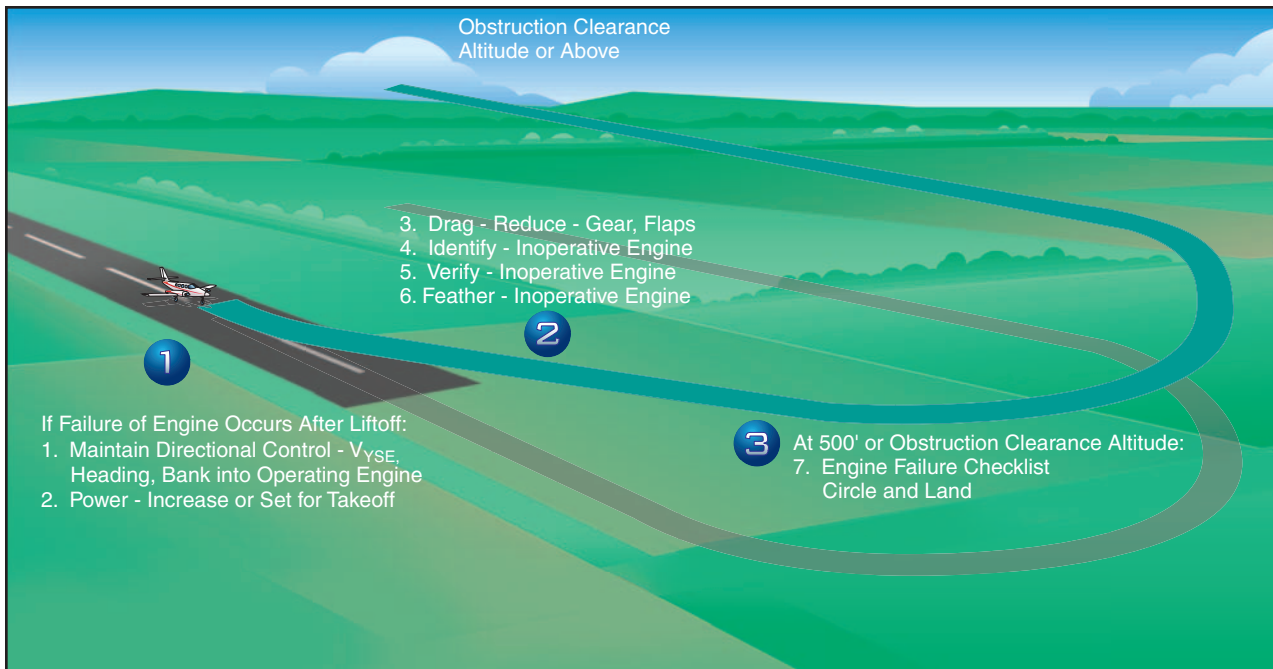 Obstruction Clearance
Altitude or Above
1
If Failure of Engine Occurs After Liftoff:
1. Maintain Directional Control - VYSE,
Heading, Bank into Operating Engine
2. Power - Increase or Set for Takeoff
3. Drag - Reduce - Gear, Flaps
4. Identify - Inoperative Engine
5. Verify - Inoperative Engine
6. Feather - Inoperative Engine
2
3
At 500' or Obstruction Clearance Altitude:
7. Engine Failure Checklist
Circle and Land